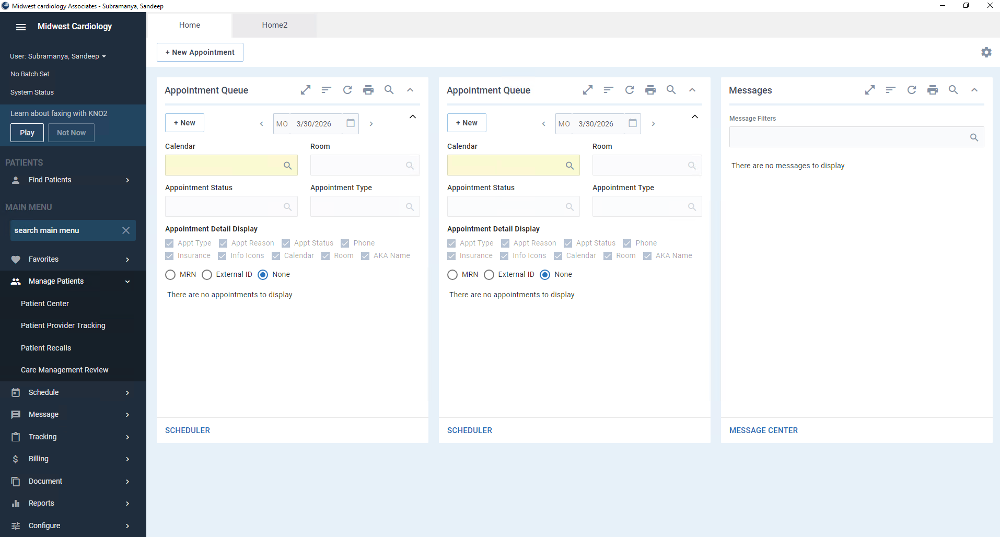 Midwest cardiology Associates - Subramanya, Sandeep
Midwest Cardiology
User: Subramanya, Sandeep
No Batch Set
System Status
Learn about faxing with KNO2
Play
Not Now
PATIENTS
Find Patients
MAIN MENU
search main menu
Favorites
Manage Patients
Patient Center
Patient Provider Tracking
Patient Recalls
Care Management Review
Schedule
Message
Tracking
Billing
Document
Reports
Configure
Home
Home2
+ New Appointment
Appointment Queue
+ New
MO 3/30/2026
Calendar
Room
Appointment Status
Appointment Type
Appointment Detail Display
Appt Type Appt Reason Appt Status Phone
Insurance Info Icons Calendar Room AKA Name
MRN External ID None
There are no appointments to display
SCHEDULER
Appointment Queue
+ New
MO 3/30/2026
Calendar
Room
Appointment Status
Appointment Type
Appointment Detail Display
Appt Type Appt Reason Appt Status Phone
Insurance Info Icons Calendar Room AKA Name
MRN External ID None
There are no appointments to display
SCHEDULER
Messages
Message Filters
There are no messages to display
MESSAGE CENTER